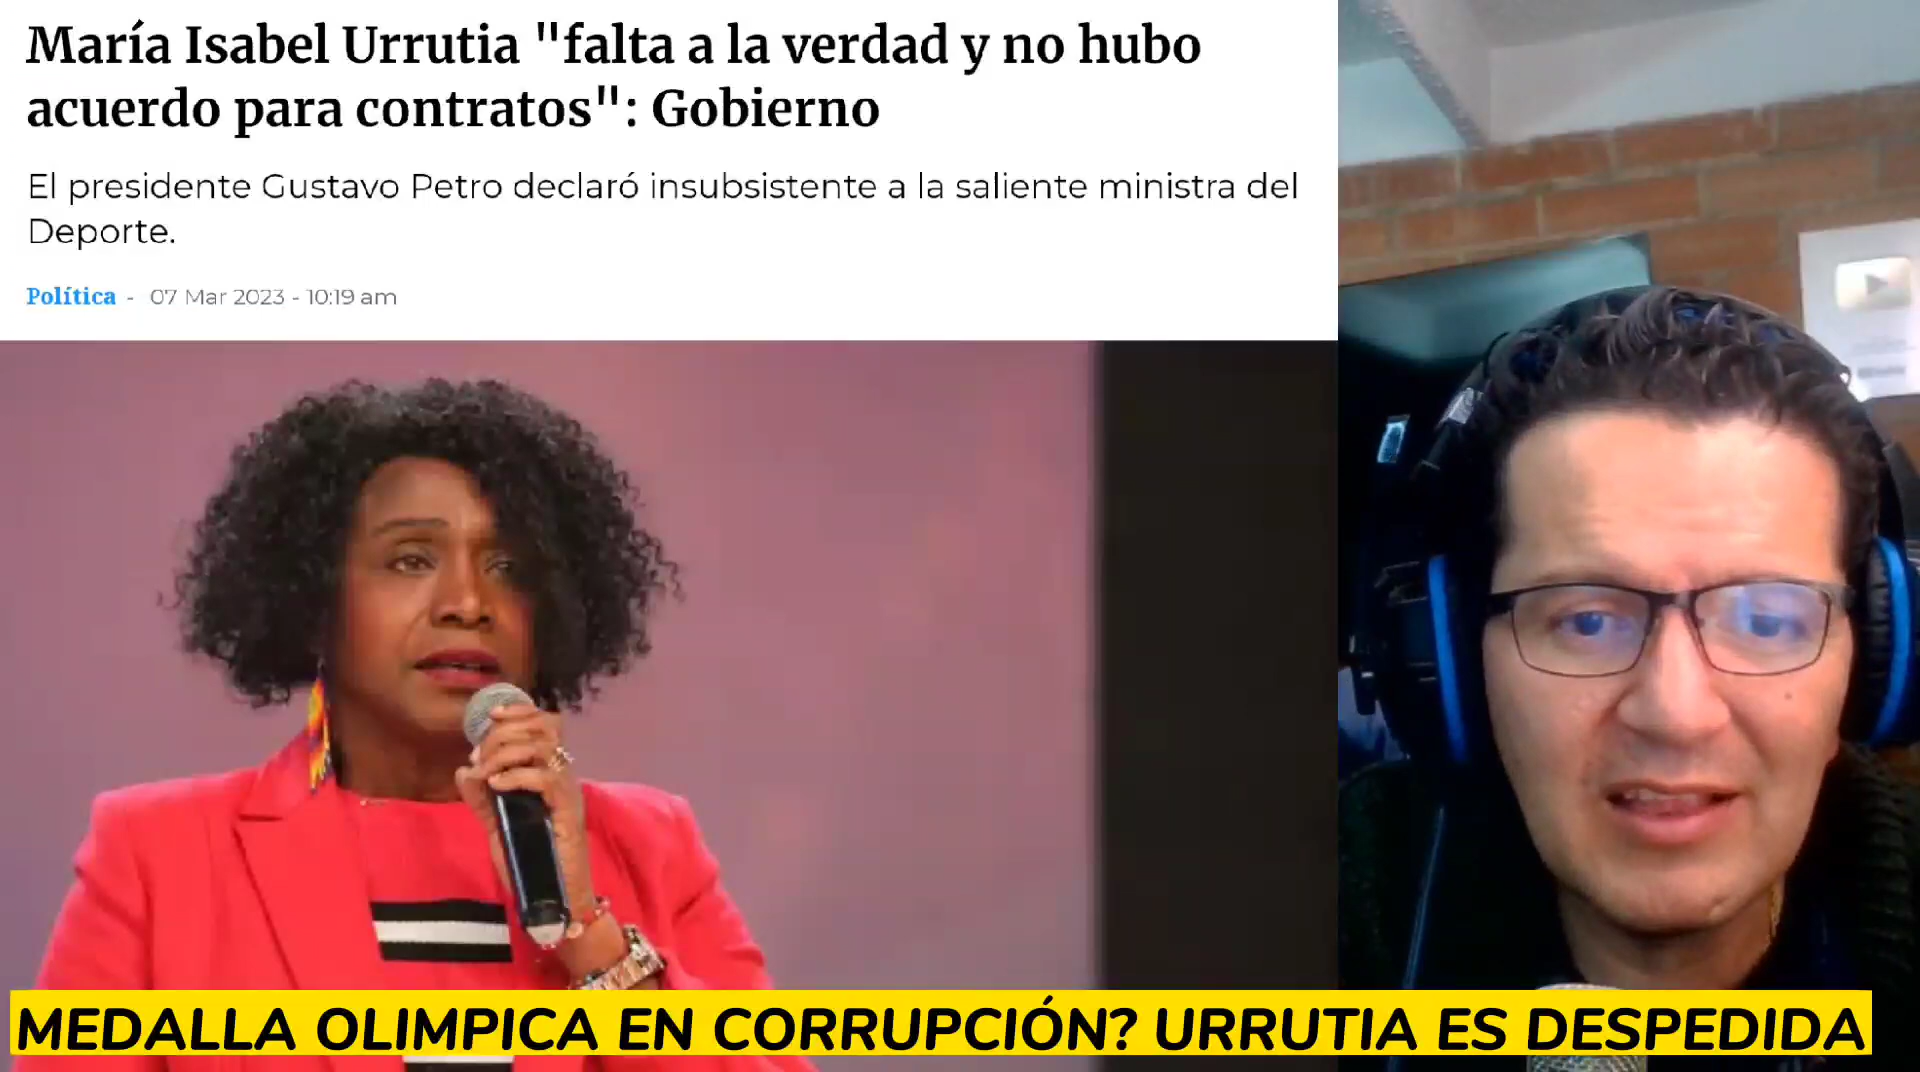 María Isabel Urrutia "falta a la verdad y no hubo
acuerdo para contratos": Gobierno
El presidente Gustavo Petro declaró insubsistente a la saliente ministra del
Deporte.
Política - 07 Mar 2023 - 10:19 am
MEDALLA OLIMPICA EN CORRUPCIÓN? URRUTIA ES DESPEDIDA